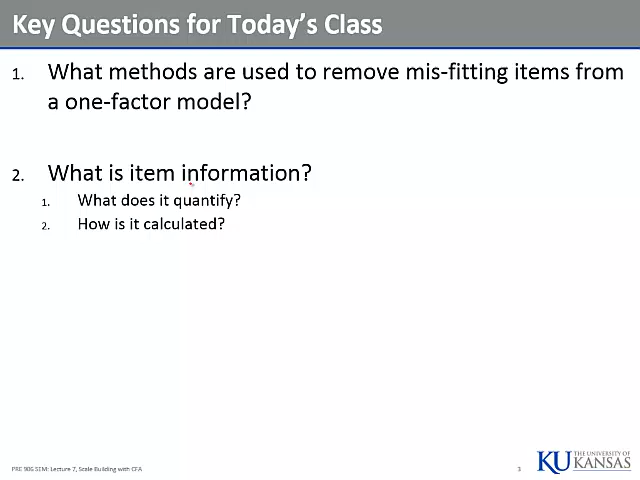 Key Questions for Today's Class
1. What methods are used to remove mis-fitting items from
a one-factor model?
2. What is item information?
1. What does it quantify?
2. How is it calculated?
PRE 906 SEM: Lecture 7, Scale Building with CFA
3
KU THE UNIVERSITY OF
KANSAS